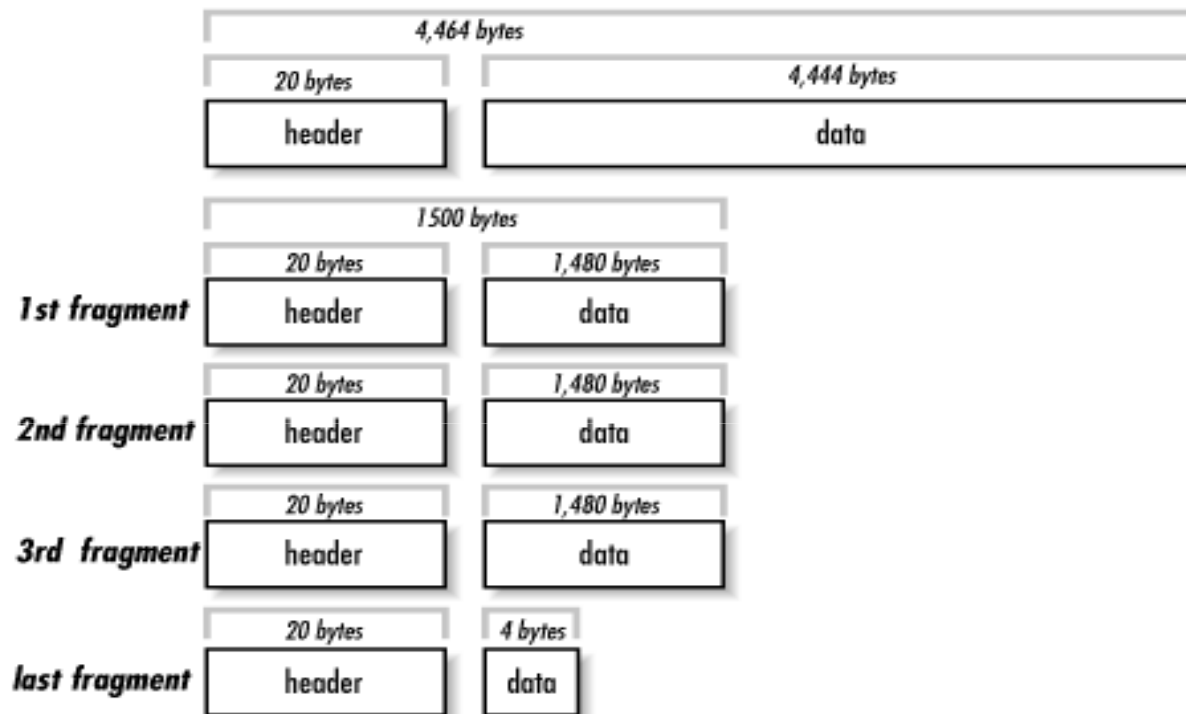 4,464 bytes
20 bytes 4,444 bytes
header data
1500 bytes
20 bytes 1,480 bytes
1st fragment header data
20 bytes 1,480 bytes
2nd fragment header data
20 bytes 1,480 bytes
3rd fragment header data
20 bytes 4 bytes
last fragment header data